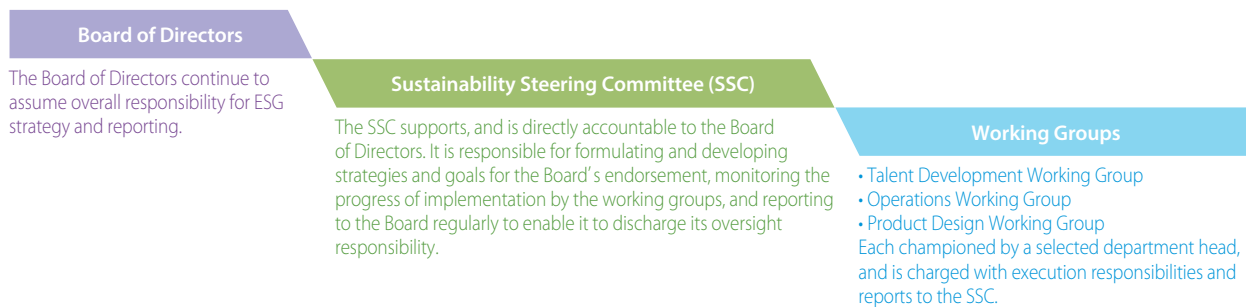 Board of Directors
The Board of Directors continue to
assume overall responsibility for ESG
strategy and reporting.
Sustainability Steering Committee (SSC)
The SSC supports, and is directly accountable to the Board
of Directors. It is responsible for formulating and developing
strategies and goals for the Board's endorsement, monitoring the
progress of implementation by the working groups, and reporting
to the Board regularly to enable it to discharge its oversight
responsibility.
Working Groups
• Talent Development Working Group
• Operations Working Group
• Product Design Working Group
Each championed by a selected department head,
and is charged with execution responsibilities and
reports to the SSC.